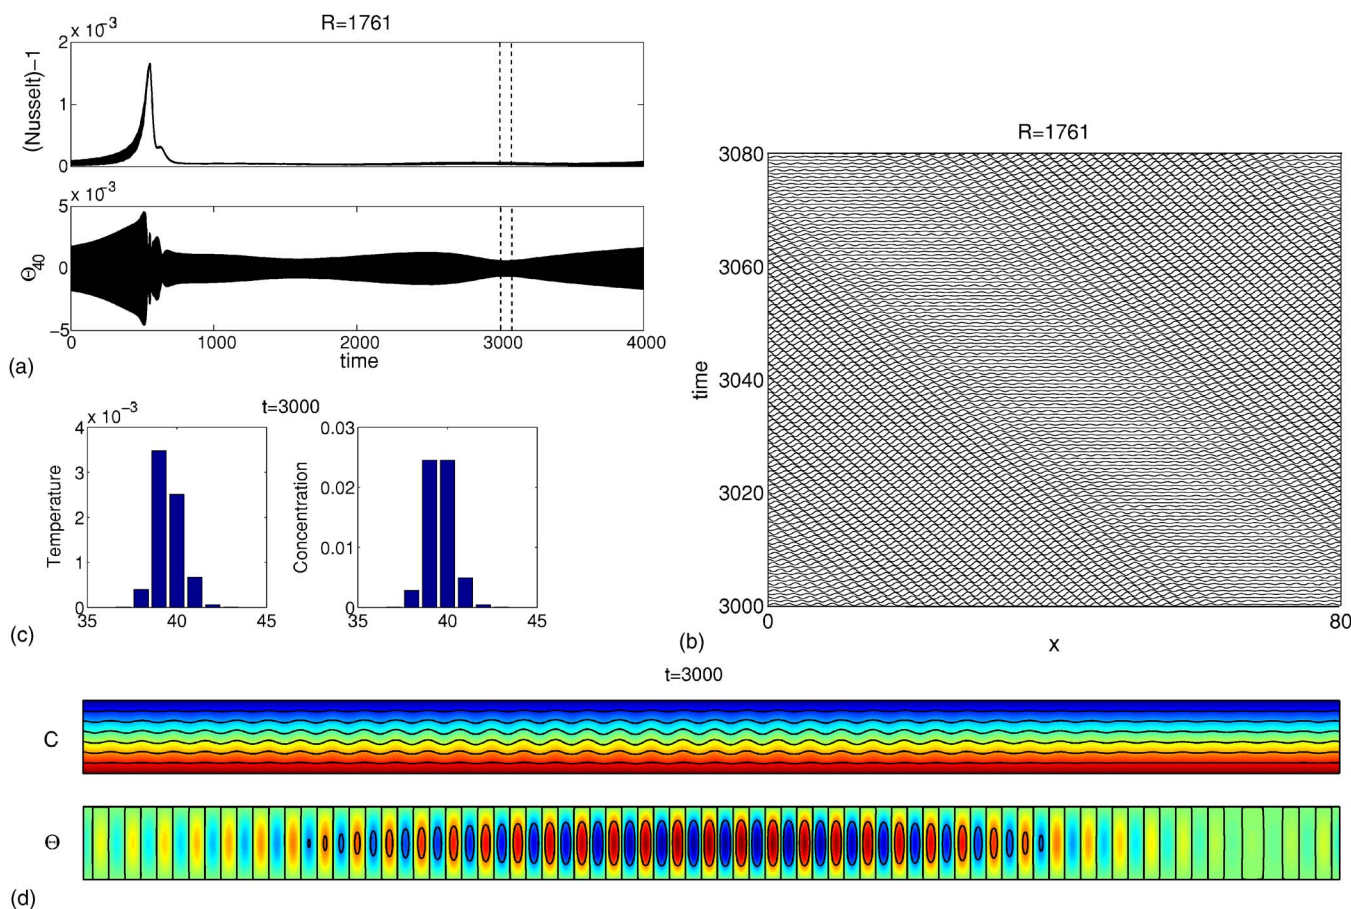 R=1761
x 10⁻³
2
1
0
(Nusselt)−1
x 10⁻³
5
0
−5
Θ40
0 1000 2000 3000 4000
time
(a)
R=1761
3080
3060
3040
3020
3000
time
0 80
x
(b)
t=3000
x 10⁻³
4
3
2
1
0
Temperature
35 40 45
0.03
0.02
0.01
0
Concentration
35 40 45
(c)
t=3000
C
Θ
(d)